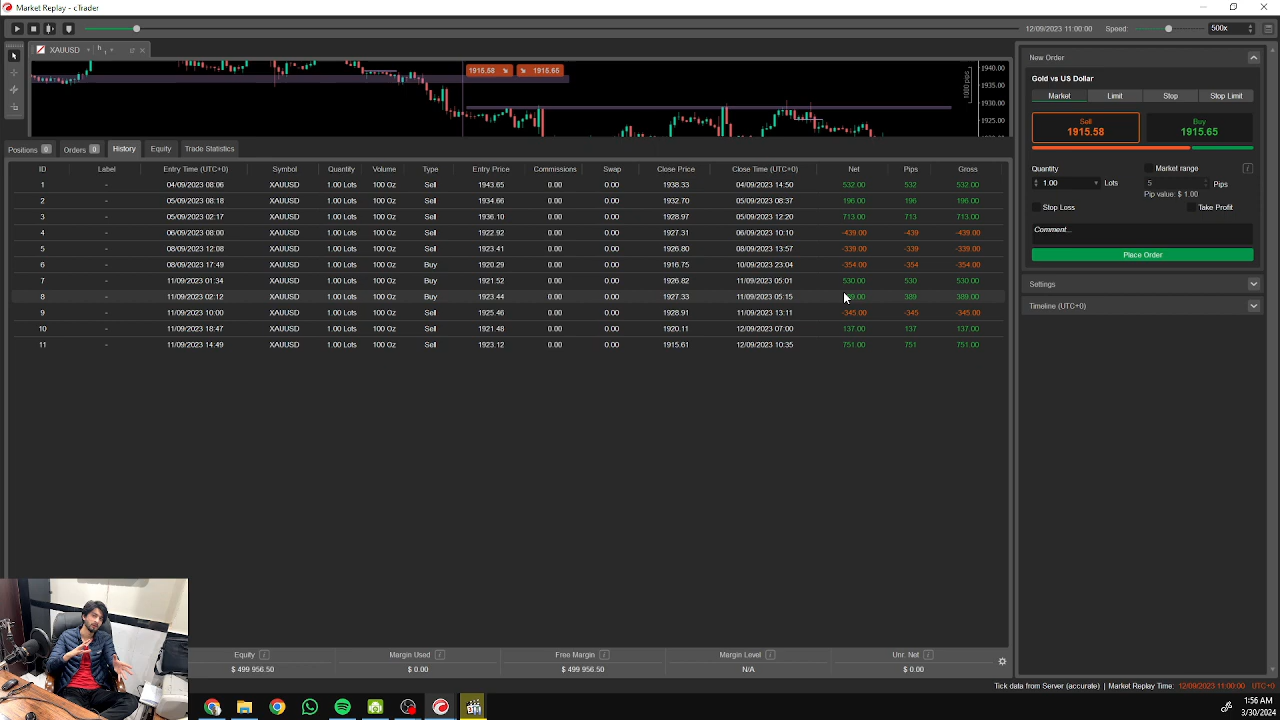 Market Replay - cTrader
12/09/2023 11:00:00 Speed: 500x
XAUUSD h 1
1915.58 1915.65
1000 pips
1940.00
1935.00
1930.00
1925.00
Positions 0 Orders 0 History Equity Trade Statistics
ID Label Entry Time (UTC+0) Symbol Quantity Volume Type Entry Price Commissions Swap Close Price Close Time (UTC+0) Net Pips Gross
1 - 04/09/2023 08:06 XAUUSD 1.00 Lots 100 Oz Sell 1943.65 0.00 0.00 1938.33 04/09/2023 14:50 532.00 532 532.00
2 - 05/09/2023 08:18 XAUUSD 1.00 Lots 100 Oz Sell 1934.66 0.00 0.00 1932.70 05/09/2023 08:37 196.00 196 196.00
3 - 05/09/2023 02:17 XAUUSD 1.00 Lots 100 Oz Sell 1936.10 0.00 0.00 1928.97 05/09/2023 12:20 713.00 713 713.00
4 - 06/09/2023 08:00 XAUUSD 1.00 Lots 100 Oz Sell 1922.92 0.00 0.00 1927.31 06/09/2023 10:10 -439.00 -439 -439.00
5 - 08/09/2023 12:08 XAUUSD 1.00 Lots 100 Oz Sell 1923.41 0.00 0.00 1926.80 08/09/2023 13:57 -339.00 -339 -339.00
6 - 08/09/2023 17:49 XAUUSD 1.00 Lots 100 Oz Buy 1920.29 0.00 0.00 1916.75 10/09/2023 23:04 -354.00 -354 -354.00
7 - 11/09/2023 01:34 XAUUSD 1.00 Lots 100 Oz Buy 1921.52 0.00 0.00 1926.82 11/09/2023 05:01 530.00 530 530.00
8 - 11/09/2023 02:12 XAUUSD 1.00 Lots 100 Oz Buy 1923.44 0.00 0.00 1927.33 11/09/2023 05:15 389 389.00
9 - 11/09/2023 10:00 XAUUSD 1.00 Lots 100 Oz Sell 1925.46 0.00 0.00 1928.91 11/09/2023 13:11 -345.00 -345 -345.00
10 - 11/09/2023 18:47 XAUUSD 1.00 Lots 100 Oz Sell 1921.48 0.00 0.00 1920.11 12/09/2023 07:00 137.00 137 137.00
11 - 11/09/2023 14:49 XAUUSD 1.00 Lots 100 Oz Sell 1923.12 0.00 0.00 1915.61 12/09/2023 10:35 751.00 751 751.00
New Order
Gold vs US Dollar
Market Limit Stop Stop Limit
Sell Buy
1915.58 1915.65
Quantity Market range
1.00 Lots 5 Pips
Pip value: $ 1.00
Stop Loss Take Profit
Comment...
Place Order
Settings
Timeline (UTC+0)
Equity Margin Used Free Margin Margin Level Unr. Net
$ 499 956.50 $ 0.00 $ 499 956.50 N/A $ 0.00
Tick data from Server (accurate) | Market Replay Time: 12/09/2023 11:00:00 UTC+0
1:56 AM
3/30/2024